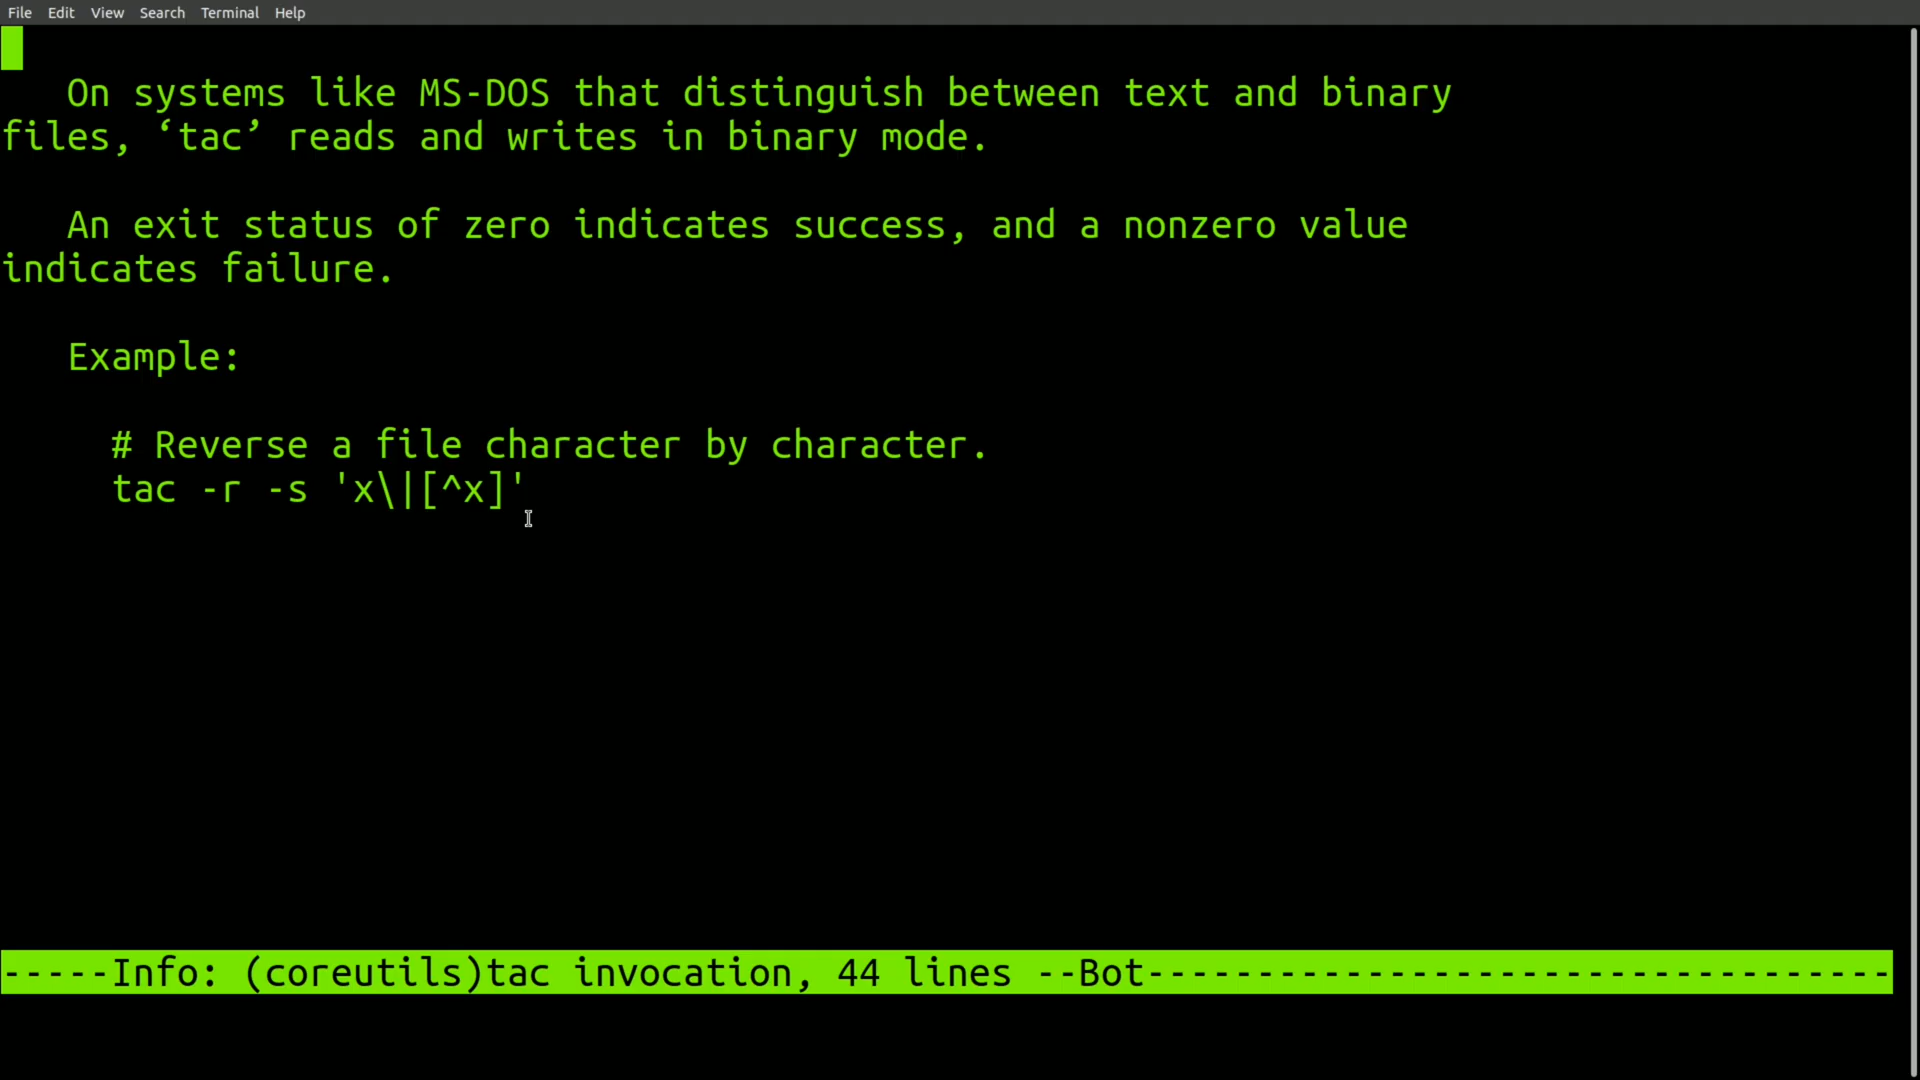 File Edit View Search Terminal Help
On systems like MS-DOS that distinguish between text and binary
files, ‘tac’ reads and writes in binary mode.
An exit status of zero indicates success, and a nonzero value
indicates failure.
Example:
# Reverse a file character by character.
tac -r -s 'x\|[^x]'
-----Info: (coreutils)tac invocation, 44 lines --Bot----------------------------------